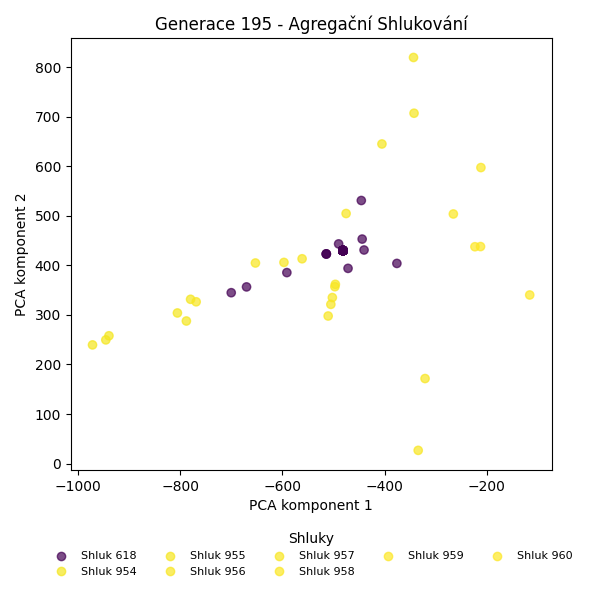 Generace 195 - Agregační Shlukování
PCA komponent 2
800
700
600
500
400
300
200
100
0
−1000 −800 −600 −400 −200
PCA komponent 1
Shluky
Shluk 618 Shluk 955 Shluk 957 Shluk 959 Shluk 960
Shluk 954 Shluk 956 Shluk 958